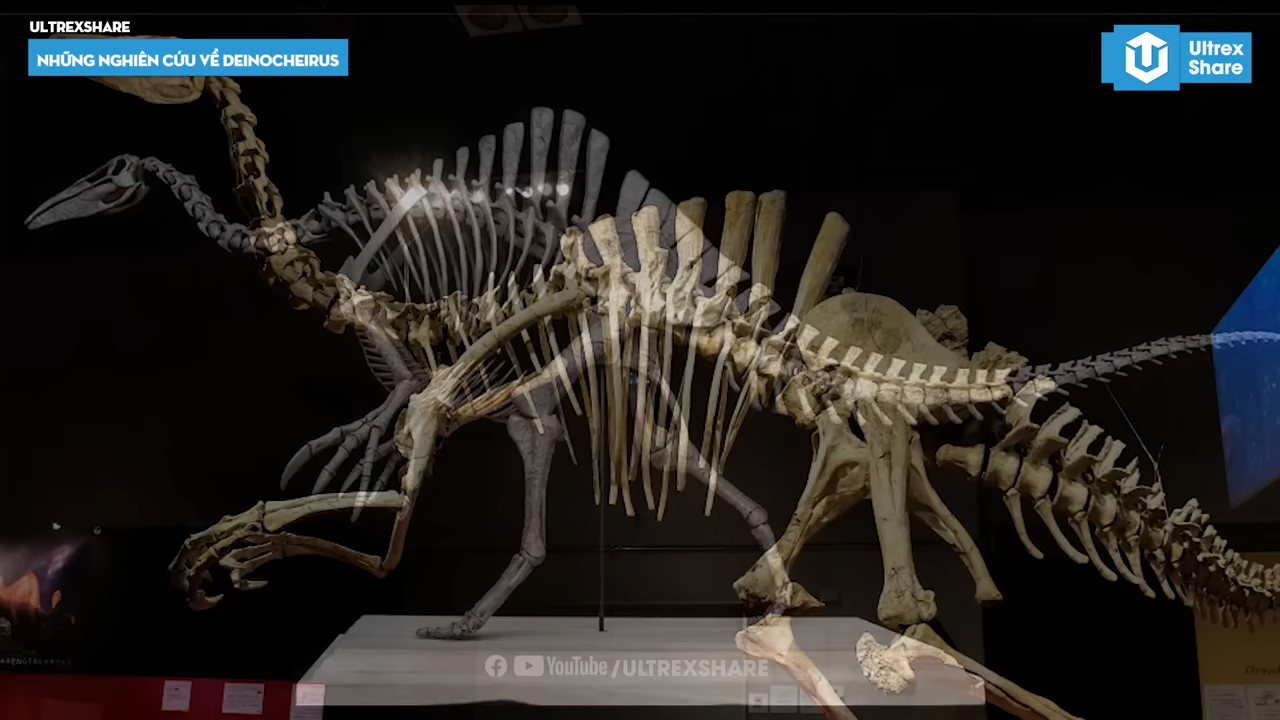 ULTREXSHARE
NHỮNG NGHIÊN CỨU VỀ DEINOCHEIRUS
Ultrex
Share
YouTube /ULTREXSHARE